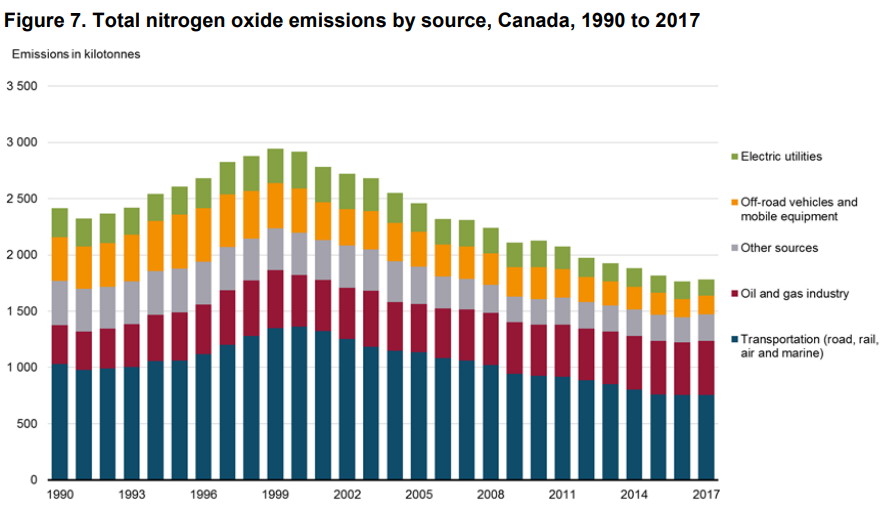 Figure 7. Total nitrogen oxide emissions by source, Canada, 1990 to 2017
Emissions in kilotonnes
3 500
3 000
2 500
2 000
1 500
1 000
500
0
1990 1993 1996 1999 2002 2005 2008 2011 2014 2017
Electric utilities
Off-road vehicles and
mobile equipment
Other sources
Oil and gas industry
Transportation (road, rail,
air and marine)